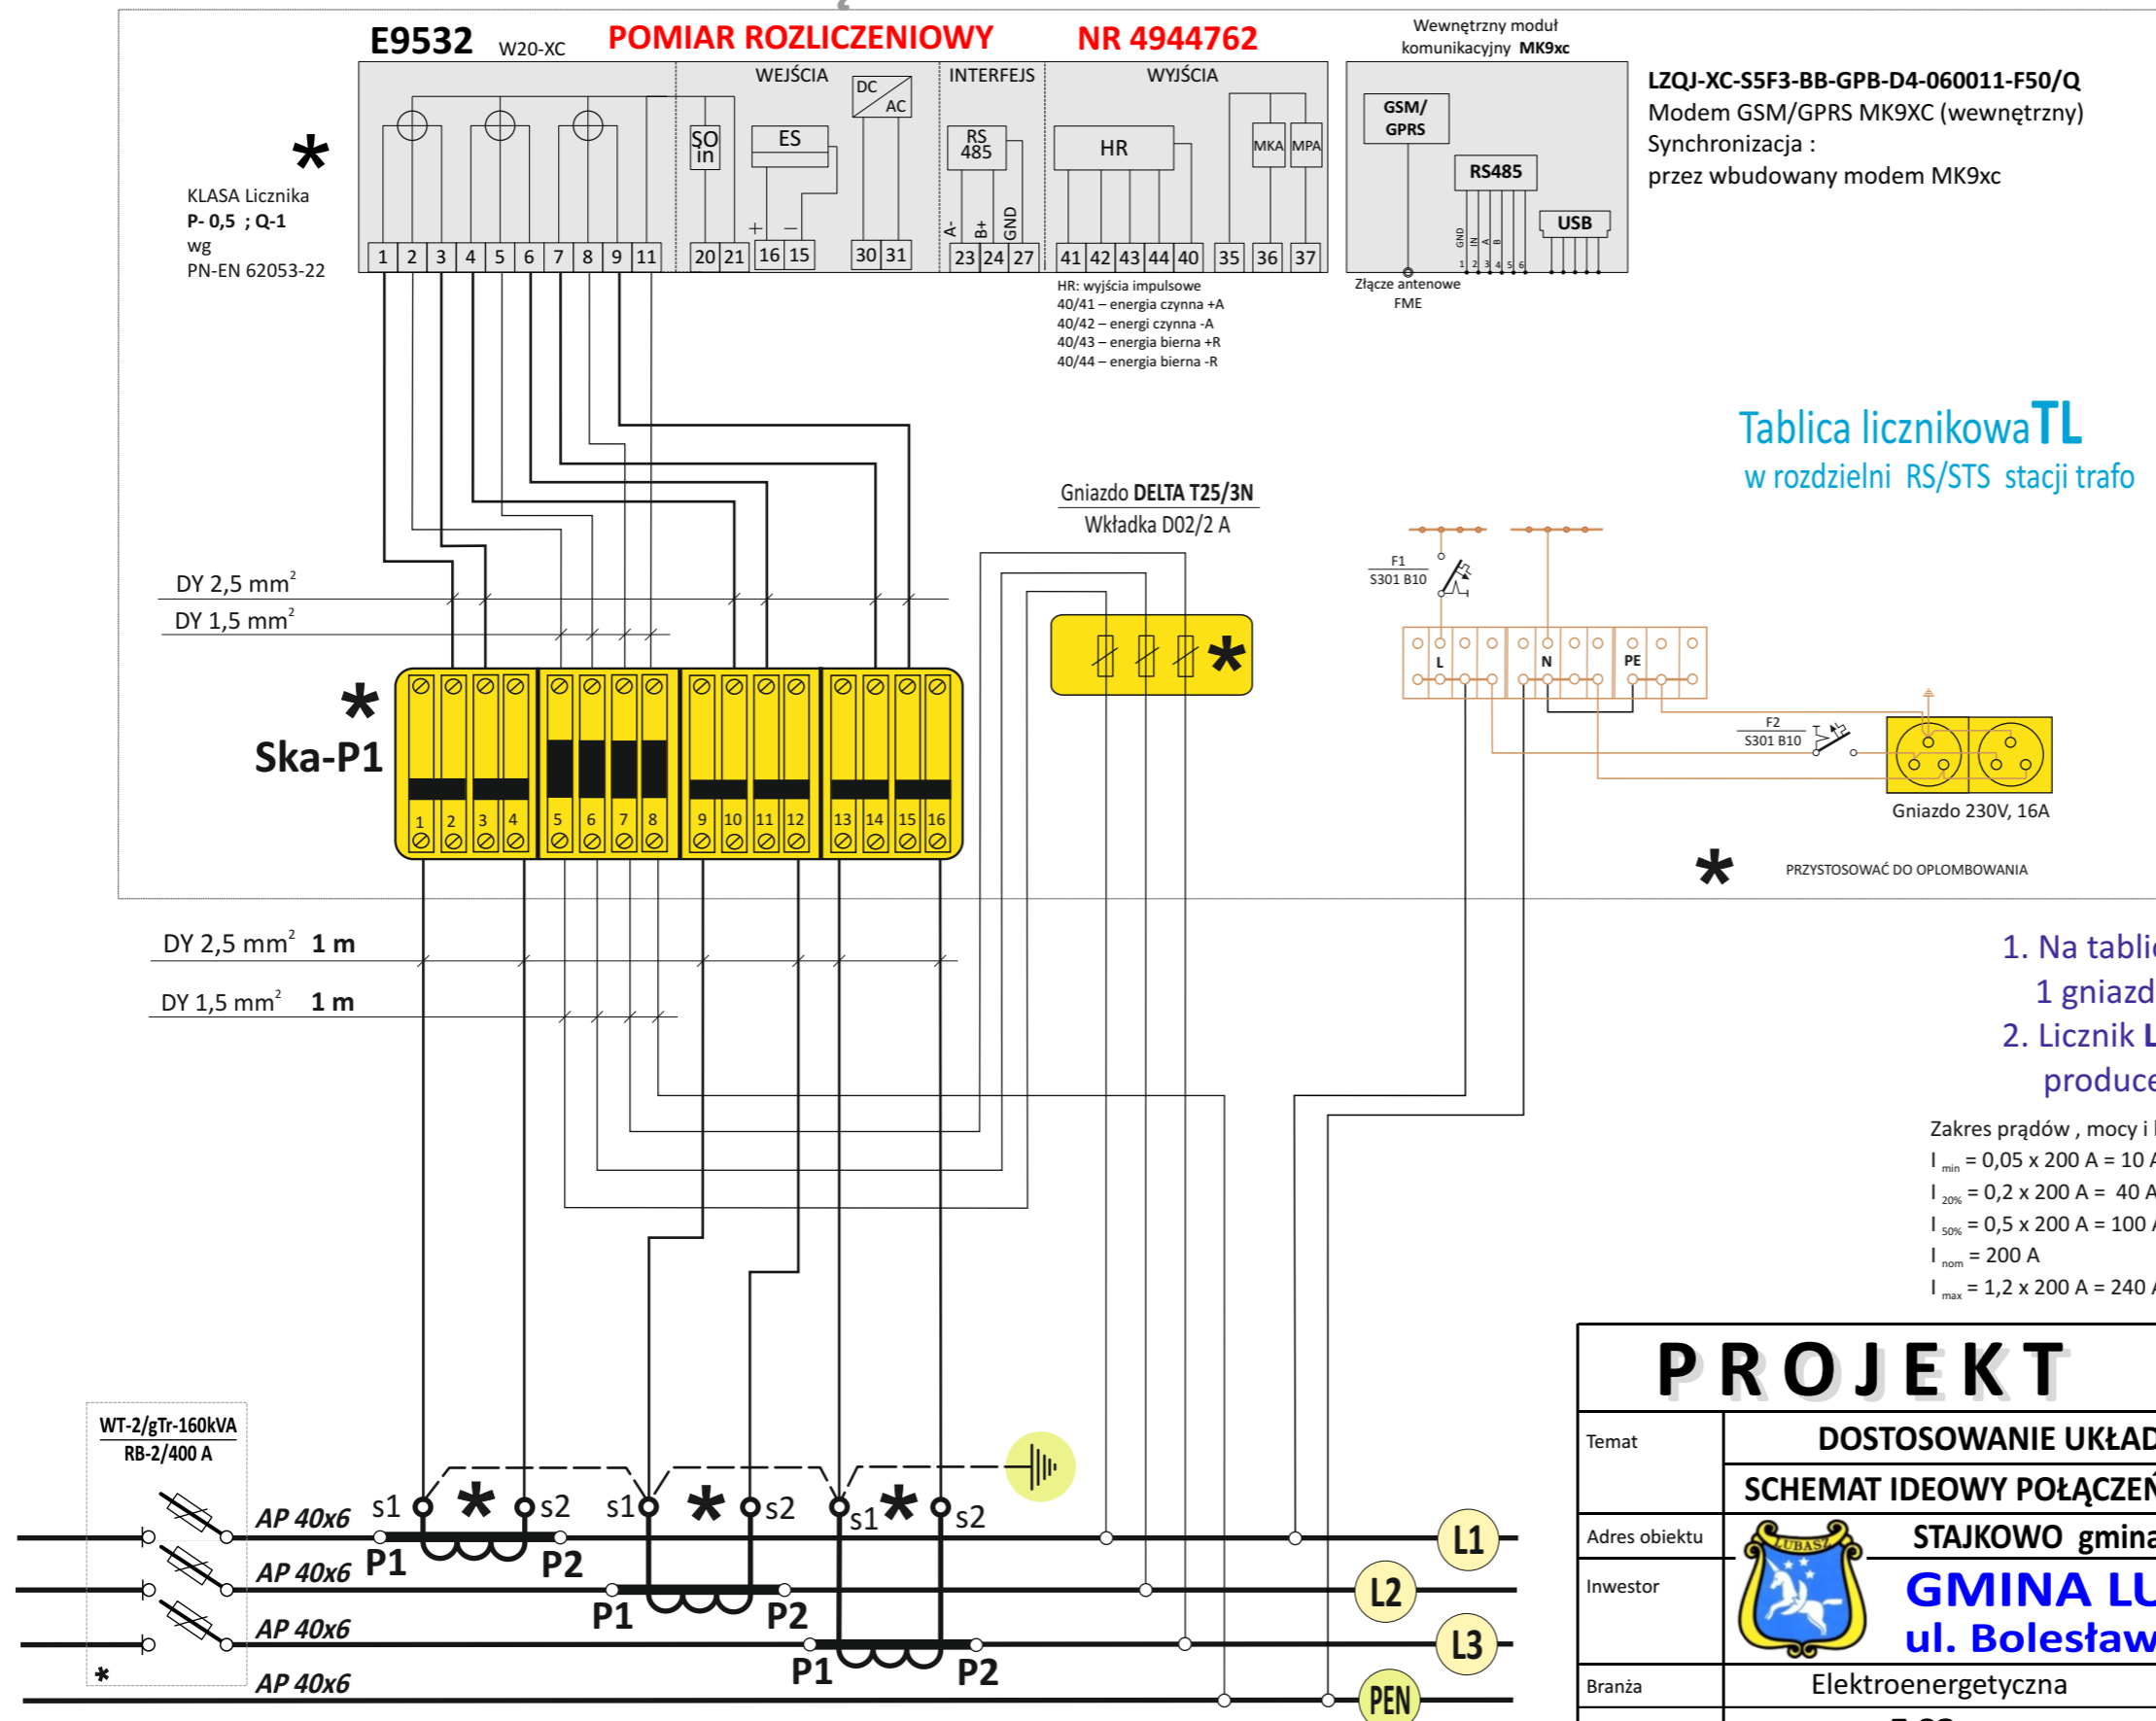 E9532 W20-XC POMIAR ROZLICZENIOWY NR 4944762
Wewnętrzny moduł
komunikacyjny MK9xc
WEJŚCIA
INTERFEJS
WYJŚCIA
DC
AC
SO
in
ES
RS
485
HR
MKA
MPA
+
−
A-
B+
GND
1 2 3 4 5 6 7 8 9 11
20 21 16 15 30 31
23 24 27
41 42 43 44 40 35 36 37
GSM/
GPRS
RS485
USB
GND
IN
A
B
1 2 3 4 5 6
Złącze antenowe
FME
LZQJ-XC-S5F3-BB-GPB-D4-060011-F50/Q
Modem GSM/GPRS MK9XC (wewnętrzny)
Synchronizacja :
przez wbudowany modem MK9xc
*
KLASA Licznika
P- 0,5 ; Q-1
wg
PN-EN 62053-22
HR: wyjścia impulsowe
40/41 – energia czynna +A
40/42 – energi czynna -A
40/43 – energia bierna +R
40/44 – energia bierna -R
Tablica licznikowa TL
w rozdzielni RS/STS stacji trafo
Gniazdo DELTA T25/3N
Wkładka D02/2 A
*
F1
S301 B10
L
N
PE
F2
S301 B10
Gniazdo 230V, 16A
* PRZYSTOSOWAĆ DO OPLOMBOWANIA
DY 2,5 mm²
DY 1,5 mm²
*
Ska-P1
1 2 3 4 5 6 7 8 9 10 11 12 13 14 15 16
DY 2,5 mm² 1 m
DY 1,5 mm² 1 m
1. Na tablic
1 gniazd
2. Licznik L
produce
Zakres prądów , mocy i
I min = 0,05 x 200 A = 10 A
I 20% = 0,2 x 200 A = 40 A
I 50% = 0,5 x 200 A = 100 A
I nom = 200 A
I max = 1,2 x 200 A = 240 A
WT-2/gTr-160kVA
RB-2/400 A
*
s1 * s2
s1 * s2
s1 * s2
AP 40x6
P1 P2
L1
AP 40x6
P1 P2
L2
AP 40x6
P1 P2
L3
AP 40x6
PEN
PROJEKT
Temat
DOSTOSOWANIE UKŁAD
SCHEMAT IDEOWY POŁĄCZEŃ
Adres obiektu
STAJKOWO gmina
Inwestor
LUBASZ
GMINA LU
ul. Bolesław
Branża
Elektroenergetyczna